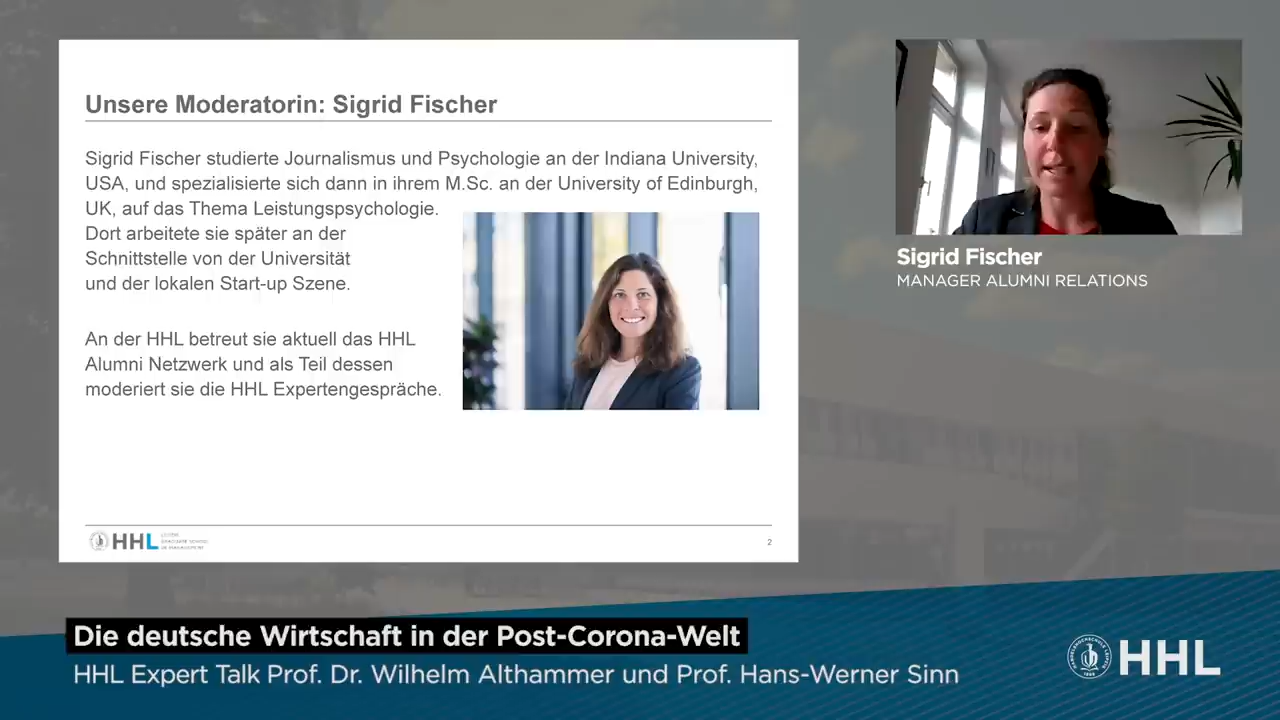 Unsere Moderatorin: Sigrid Fischer
Sigrid Fischer studierte Journalismus und Psychologie an der Indiana University,
USA, und spezialisierte sich dann in ihrem M.Sc. an der University of Edinburgh,
UK, auf das Thema Leistungspsychologie.
Dort arbeitete sie später an der
Schnittstelle von der Universität
und der lokalen Start-up Szene.
An der HHL betreut sie aktuell das HHL
Alumni Netzwerk und als Teil dessen
moderiert sie die HHL Expertengespräche.
HHL
2
Sigrid Fischer
MANAGER ALUMNI RELATIONS
Die deutsche Wirtschaft in der Post-Corona-Welt
HHL Expert Talk Prof. Dr. Wilhelm Althammer und Prof. Hans-Werner Sinn
HHL